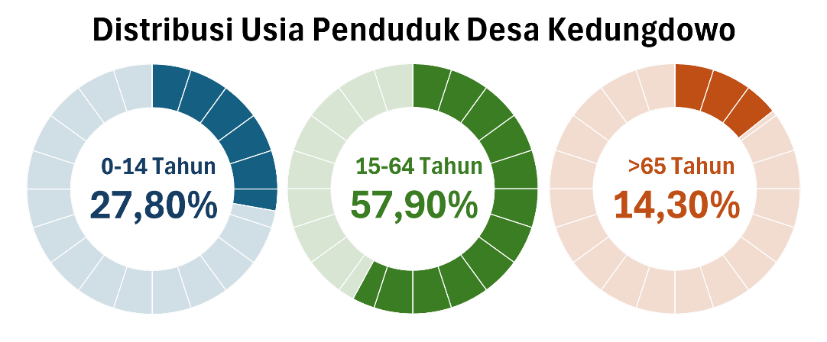 Distribusi Usia Penduduk Desa Kedungdowo
0-14 Tahun
27,80%
15-64 Tahun
57,90%
>65 Tahun
14,30%